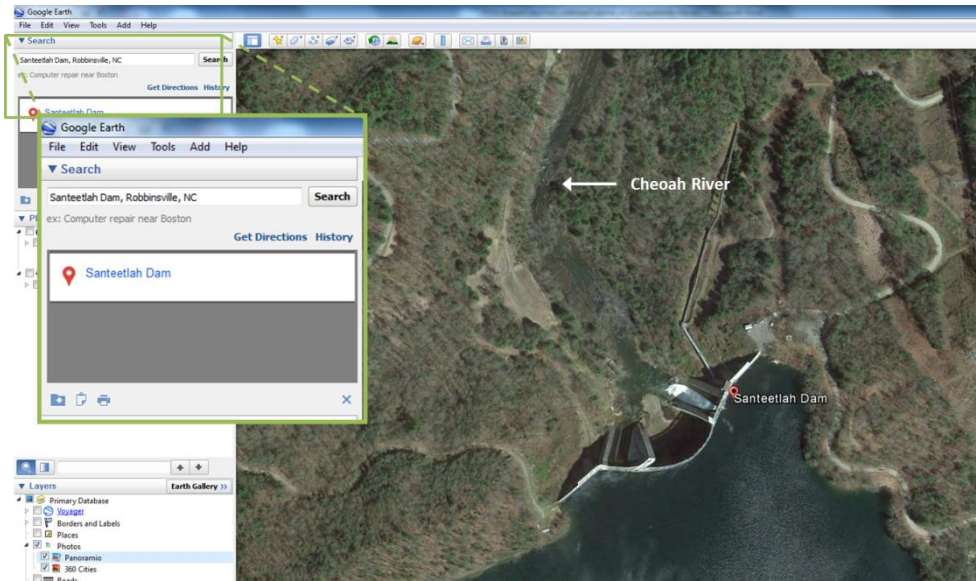 Google Earth
File Edit View Tools Add Help
▼ Search
Santeetlah Dam, Robbinsville, NC Search
ex: Computer repair near Boston
Get Directions History
Santeetlah Dam
Google Earth
File Edit View Tools Add Help
▼ Search
Santeetlah Dam, Robbinsville, NC Search
ex: Computer repair near Boston
Get Directions History
Santeetlah Dam
Cheoah River
Santeetlah Dam
▼ Layers Earth Gallery >>
Primary Database
Voyager
Borders and Labels
Places
Photos
Panoramio
360 Cities
Roads